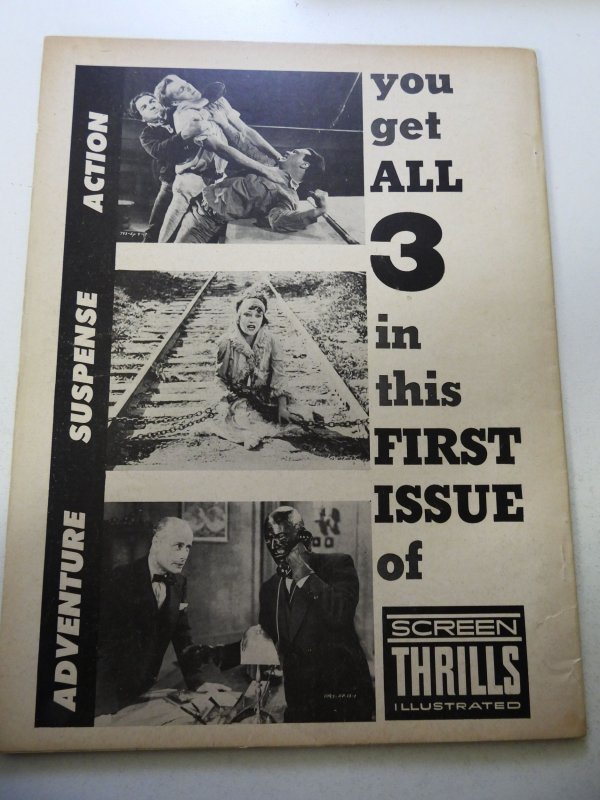 ACTION
SUSPENSE
ADVENTURE
you
get
ALL
3
in
this
FIRST
ISSUE
of
SCREEN
THRILLS
ILLUSTRATED